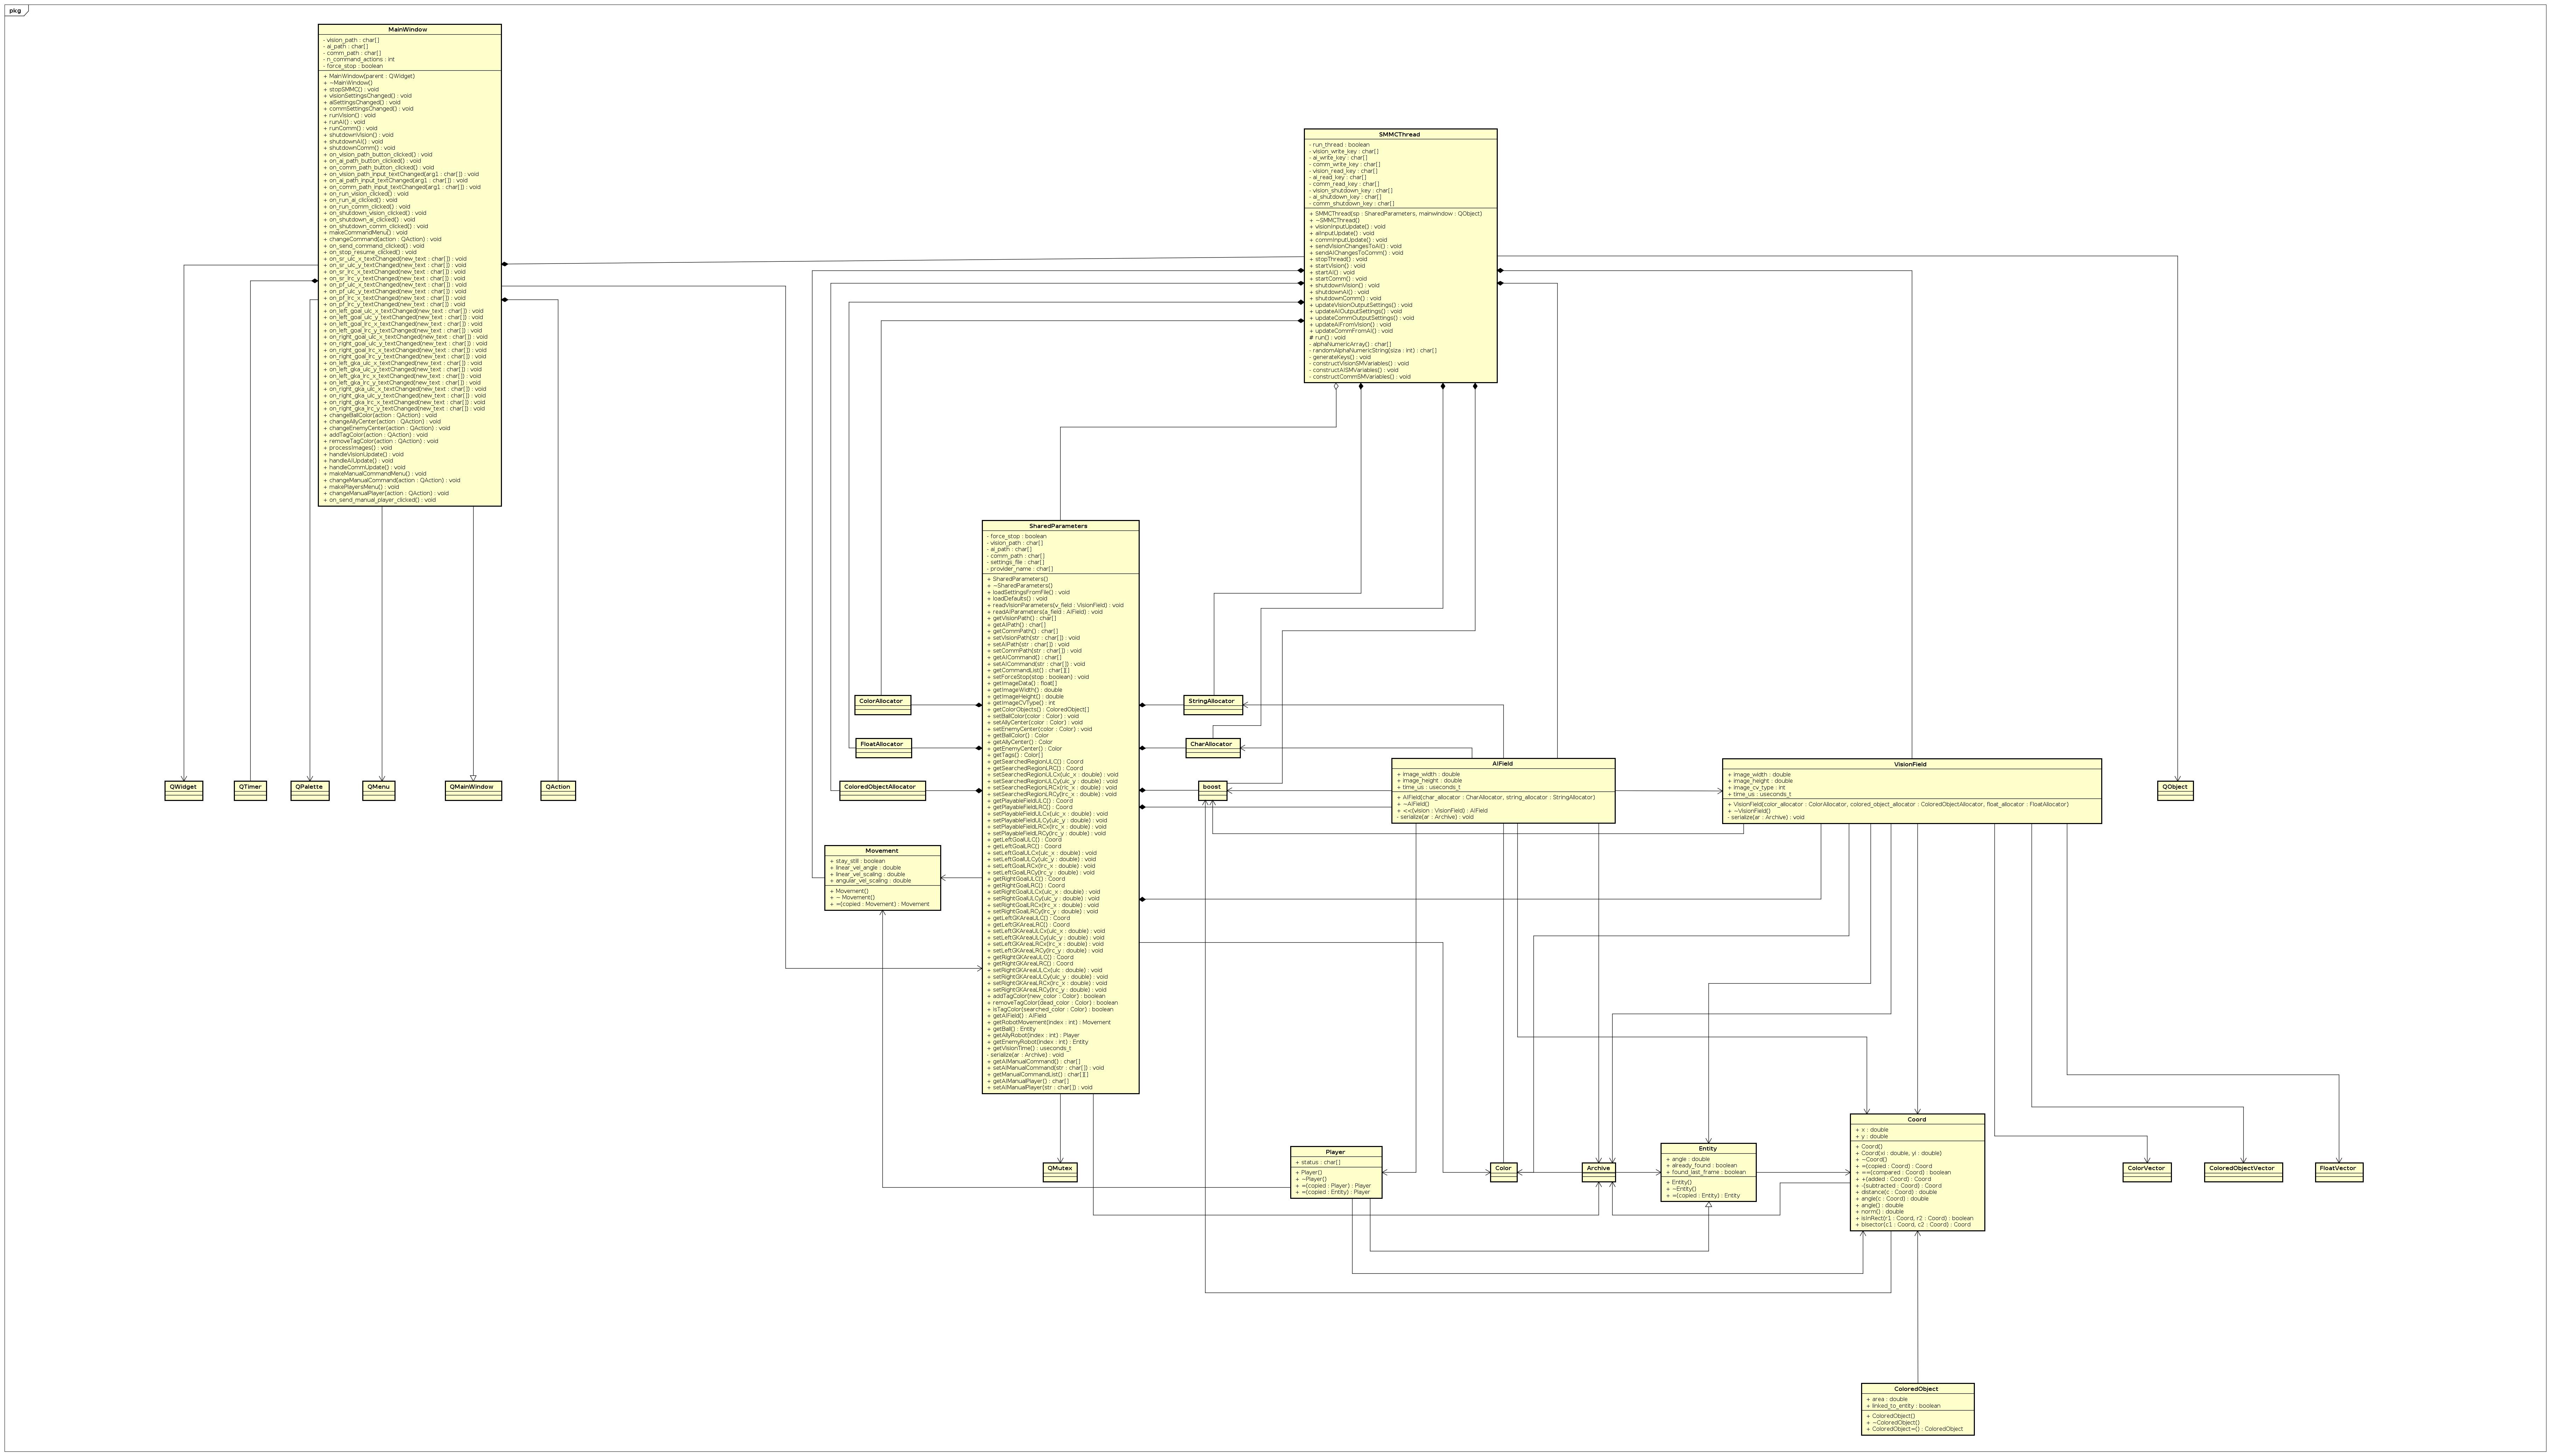 pkg
MainWindow
- vision_path : char[]
- ai_path : char[]
- comm_path : char[]
- n_command_actions : int
- force_stop : boolean
+ MainWindow(parent : QWidget)
+ ~MainWindow()
+ stopSMMC() : void
+ visionSettingsChanged() : void
+ aiSettingsChanged() : void
+ commSettingsChanged() : void
+ runVision() : void
+ runAI() : void
+ runComm() : void
+ shutdownVision() : void
+ shutdownAI() : void
+ shutdownComm() : void
+ on_vision_path_button_clicked() : void
+ on_ai_path_button_clicked() : void
+ on_comm_path_button_clicked() : void
+ on_vision_path_input_textChanged(arg1 : char[]) : void
+ on_ai_path_input_textChanged(arg1 : char[]) : void
+ on_comm_path_input_textChanged(arg1 : char[]) : void
+ on_run_vision_clicked() : void
+ on_run_ai_clicked() : void
+ on_run_comm_clicked() : void
+ on_shutdown_vision_clicked() : void
+ on_shutdown_ai_clicked() : void
+ on_shutdown_comm_clicked() : void
+ makeCommandMenu() : void
+ changeCommand(action : QAction) : void
+ on_send_command_clicked() : void
+ on_stop_resume_clicked() : void
+ on_sr_ulc_x_textChanged(new_text : char[]) : void
+ on_sr_ulc_y_textChanged(new_text : char[]) : void
+ on_sr_lrc_x_textChanged(new_text : char[]) : void
+ on_sr_lrc_y_textChanged(new_text : char[]) : void
+ on_pf_ulc_x_textChanged(new_text : char[]) : void
+ on_pf_ulc_y_textChanged(new_text : char[]) : void
+ on_pf_lrc_x_textChanged(new_text : char[]) : void
+ on_pf_lrc_y_textChanged(new_text : char[]) : void
+ on_left_goal_ulc_x_textChanged(new_text : char[]) : void
+ on_left_goal_ulc_y_textChanged(new_text : char[]) : void
+ on_left_goal_lrc_x_textChanged(new_text : char[]) : void
+ on_left_goal_lrc_y_textChanged(new_text : char[]) : void
+ on_right_goal_ulc_x_textChanged(new_text : char[]) : void
+ on_right_goal_ulc_y_textChanged(new_text : char[]) : void
+ on_right_goal_lrc_x_textChanged(new_text : char[]) : void
+ on_right_goal_lrc_y_textChanged(new_text : char[]) : void
+ on_left_gka_ulc_x_textChanged(new_text : char[]) : void
+ on_left_gka_ulc_y_textChanged(new_text : char[]) : void
+ on_left_gka_lrc_x_textChanged(new_text : char[]) : void
+ on_left_gka_lrc_y_textChanged(new_text : char[]) : void
+ on_right_gka_ulc_x_textChanged(new_text : char[]) : void
+ on_right_gka_ulc_y_textChanged(new_text : char[]) : void
+ on_right_gka_lrc_x_textChanged(new_text : char[]) : void
+ on_right_gka_lrc_y_textChanged(new_text : char[]) : void
+ changeBallColor(action : QAction) : void
+ changeAllyCenter(action : QAction) : void
+ changeEnemyCenter(action : QAction) : void
+ addTagColor(action : QAction) : void
+ removeTagColor(action : QAction) : void
+ processImages() : void
+ handleVisionUpdate() : void
+ handleAIUpdate() : void
+ handleCommUpdate() : void
+ makeManualCommandMenu() : void
+ changeManualCommand(action : QAction) : void
+ makePlayersMenu() : void
+ changeManualPlayer(action : QAction) : void
+ on_send_manual_player_clicked() : void
SMMCThread
- run_thread : boolean
- vision_write_key : char[]
- ai_write_key : char[]
- comm_write_key : char[]
- vision_read_key : char[]
- ai_read_key : char[]
- comm_read_key : char[]
- vision_shutdown_key : char[]
- ai_shutdown_key : char[]
- comm_shutdown_key : char[]
+ SMMCThread(sp : SharedParameters, mainwindow : QObject)
+ ~SMMCThread()
+ visionInputUpdate() : void
+ aiInputUpdate() : void
+ commInputUpdate() : void
+ sendVisionChangesToAI() : void
+ sendAIChangesToComm() : void
+ stopThread() : void
+ startVision() : void
+ startAI() : void
+ startComm() : void
+ shutdownVision() : void
+ shutdownAI() : void
+ shutdownComm() : void
+ updateVisionOutputSettings() : void
+ updateAIOutputSettings() : void
+ updateCommOutputSettings() : void
+ updateAIFromVision() : void
+ updateCommFromAI() : void
# run() : void
- alphaNumericArray() : char[]
- randomAlphaNumericString(siza : int) : char[]
- generateKeys() : void
- constructVisionSMVariables() : void
- constructAISMVariables() : void
- constructCommSMVariables() : void
SharedParameters
- force_stop : boolean
- vision_path : char[]
- ai_path : char[]
- comm_path : char[]
- settings_file : char[]
- provider_name : char[]
+ SharedParameters()
+ ~SharedParameters()
+ loadSettingsFromFile() : void
+ loadDefaults() : void
+ readVisionParameters(v_field : VisionField) : void
+ readAIParameters(a_field : AIField) : void
+ getVisionPath() : char[]
+ getAIPath() : char[]
+ getCommPath() : char[]
+ setVisionPath(str : char[]) : void
+ setAIPath(str : char[]) : void
+ setCommPath(str : char[]) : void
+ getAICommand() : char[]
+ setAICommand(str : char[]) : void
+ getCommandList() : char[][]
+ setForceStop(stop : boolean) : void
+ getImageData() : float[]
+ getImageWidth() : double
+ getImageHeight() : double
+ getImageCVType() : int
+ getColorObjects() : ColoredObject[]
+ setBallColor(color : Color) : void
+ setAllyCenter(color : Color) : void
+ setEnemyCenter(color : Color) : void
+ getBallColor() : Color
+ getAllyCenter() : Color
+ getEnemyCenter() : Color
+ getTags() : Color[]
+ getSearchedRegionULC() : Coord
+ getSearchedRegionLRC() : Coord
+ setSearchedRegionULCx(ulc_x : double) : void
+ setSearchedRegionULCy(ulc_y : double) : void
+ setSearchedRegionLRCx(rlc_x : double) : void
+ setSearchedRegionLRCy(lrc_x : double) : void
+ getPlayableFieldULC() : Coord
+ getPlayableFieldLRC() : Coord
+ setPlayableFieldULCx(ulc_x : double) : void
+ setPlayableFieldULCy(ulc_y : double) : void
+ setPlayableFieldLRCx(lrc_x : double) : void
+ setPlayableFieldLRCy(lrc_y : double) : void
+ getLeftGoalULC() : Coord
+ getLeftGoalLRC() : Coord
+ setLeftGoalULCx(ulc_x : double) : void
+ setLeftGoalULCy(ulc_y : double) : void
+ setLeftGoalLRCx(lrc_x : double) : void
+ setLeftGoalLRCy(lrc_y : double) : void
+ getRightGoalULC() : Coord
+ getRightGoalLRC() : Coord
+ setRightGoalULCx(ulc_x : double) : void
+ setRightGoalULCy(ulc_y : double) : void
+ setRightGoalLRCx(lrc_x : double) : void
+ setRightGoalLRCy(lrc_y : double) : void
+ getLeftGKAreaULC() : Coord
+ getLeftGKAreaLRC() : Coord
+ setLeftGKAreaULCx(ulc_x : double) : void
+ setLeftGKAreaULCy(ulc_y : double) : void
+ setLeftGKAreaLRCx(lrc_x : double) : void
+ setLeftGKAreaLRCy(lrc_y : double) : void
+ getRightGKAreaULC() : Coord
+ getRightGKAreaLRC() : Coord
+ setRightGKAreaULCx(ulc : double) : void
+ setRightGKAreaULCy(ulc_y : double) : void
+ setRightGKAreaLRCx(lrc_x : double) : void
+ setRightGKAreaLRCy(lrc_y : double) : void
+ addTagColor(new_color : Color) : boolean
+ removeTagColor(dead_color : Color) : boolean
+ isTagColor(searched_color : Color) : boolean
+ getAIField() : AIField
+ getRobotMovement(index : int) : Movement
+ getBall() : Entity
+ getAllyRobot(index : int) : Player
+ getEnemyRobot(index : int) : Entity
+ getVisionTime() : useconds_t
- serialize(ar : Archive) : void
+ getAIManualCommand() : char[]
+ setAIManualCommand(str : char[]) : void
+ getManualCommandList() : char[][]
+ getAIManualPlayer() : char[]
+ setAIManualPlayer(str : char[]) : void
ColorAllocator
StringAllocator
FloatAllocator
CharAllocator
ColoredObjectAllocator
boost
AIField
+ image_width : double
+ image_height : double
+ time_us : useconds_t
+ AIField(char_allocator : CharAllocator, string_allocator : StringAllocator)
+ ~AIField()
+ <<(vision : VisionField) : AIField
- serialize(ar : Archive) : void
VisionField
+ image_width : double
+ image_height : double
+ image_cv_type : int
+ time_us : useconds_t
+ VisionField(color_allocator : ColorAllocator, colored_object_allocator : ColoredObjectAllocator, float_allocator : FloatAllocator)
+ ~VisionField()
- serialize(ar : Archive) : void
QWidget
QTimer
QPalette
QMenu
QMainWindow
QAction
QObject
Movement
+ stay_still : boolean
+ linear_vel_angle : double
+ linear_vel_scaling : double
+ angular_vel_scaling : double
+ Movement()
+ ~ Movement()
+ =(copied : Movement) : Movement
QMutex
Player
+ status : char[]
+ Player()
+ ~Player()
+ =(copied : Player) : Player
+ =(copied : Entity) : Player
Color
Archive
Entity
+ angle : double
+ already_found : boolean
+ found_last_frame : boolean
+ Entity()
+ ~Entity()
+ =(copied : Entity) : Entity
Coord
+ x : double
+ y : double
+ Coord()
+ Coord(xi : double, yi : double)
+ ~Coord()
+ =(copied : Coord) : Coord
+ ==(compared : Coord) : boolean
+ +(added : Coord) : Coord
+ -(subtracted : Coord) : Coord
+ distance(c : Coord) : double
+ angle(c : Coord) : double
+ angle() : double
+ norm() : double
+ isInRect(r1 : Coord, r2 : Coord) : boolean
+ bisector(c1 : Coord, c2 : Coord) : Coord
ColorVector
ColoredObjectVector
FloatVector
ColoredObject
+ area : double
+ linked_to_entity : boolean
+ ColoredObject()
+ ~ColoredObject()
+ ColoredObject=() : ColoredObject